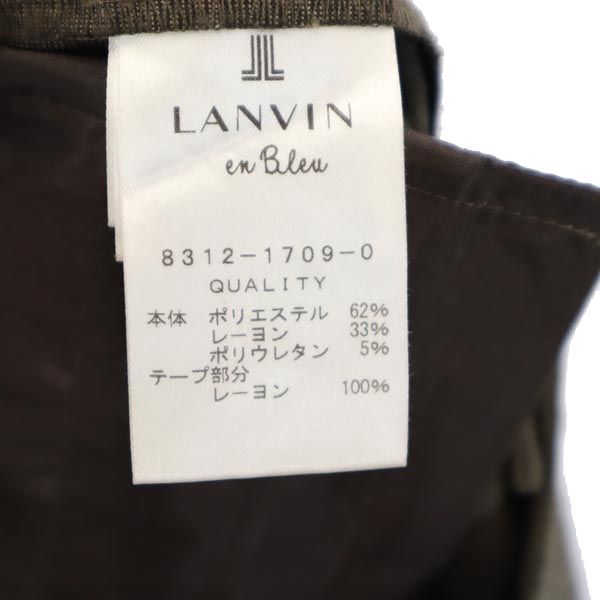 LANVIN
en Bleu
8312-1709-0
QUALITY
本体 ポリエステル 62%
レーヨン 33%
ポリウレタン 5%
テープ部分
レーヨン 100%